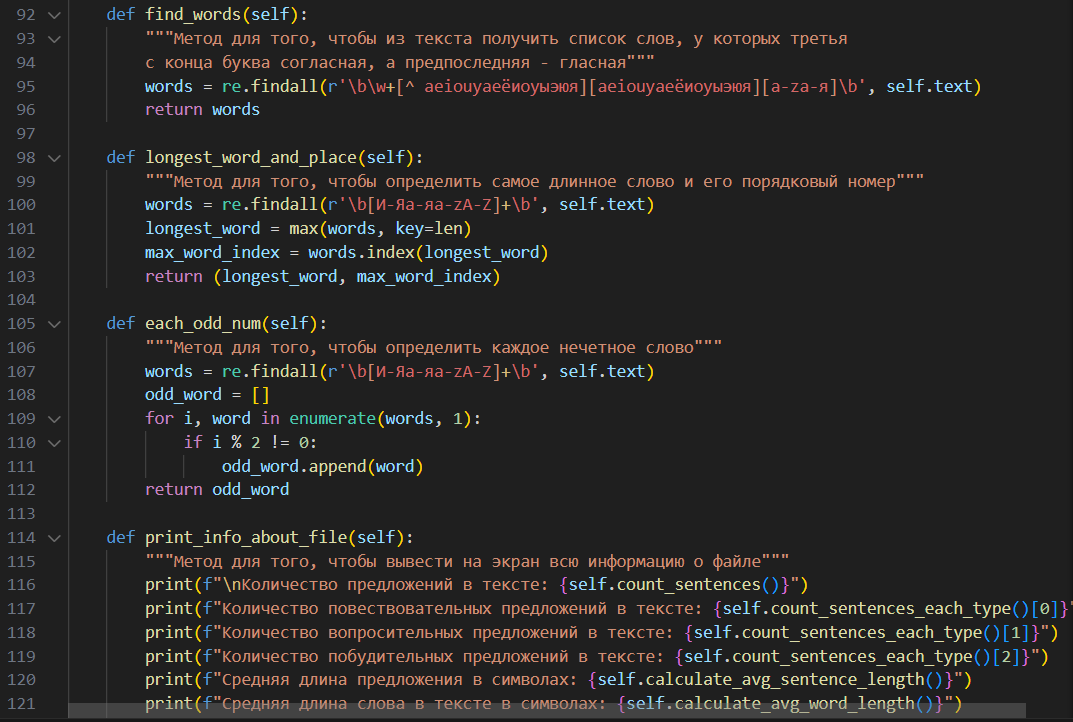 92 def find_words(self):
93 """Метод для того, чтобы из текста получить список слов, у которых третья
94 с конца буква согласная, а предпоследняя - гласная"""
95 words = re.findall(r'\b\w+[^ aeiouyаеёиоуыэюя][aeiouyаеёиоуыэюя][a-zа-я]\b', self.text)
96 return words
97
98 def longest_word_and_place(self):
99 """Метод для того, чтобы определить самое длинное слово и его порядковый номер"""
100 words = re.findall(r'\b[И-Яа-яa-zA-Z]+\b', self.text)
101 longest_word = max(words, key=len)
102 max_word_index = words.index(longest_word)
103 return (longest_word, max_word_index)
104
105 def each_odd_num(self):
106 """Метод для того, чтобы определить каждое нечетное слово"""
107 words = re.findall(r'\b[И-Яа-яa-zA-Z]+\b', self.text)
108 odd_word = []
109 for i, word in enumerate(words, 1):
110 if i % 2 != 0:
111 odd_word.append(word)
112 return odd_word
113
114 def print_info_about_file(self):
115 """Метод для того, чтобы вывести на экран всю информацию о файле"""
116 print(f"\nКоличество предложений в тексте: {self.count_sentences()}")
117 print(f"Количество повествовательных предложений в тексте: {self.count_sentences_each_type()[0]}"
118 print(f"Количество вопросительных предложений в тексте: {self.count_sentences_each_type()[1]}")
119 print(f"Количество побудительных предложений в тексте: {self.count_sentences_each_type()[2]}")
120 print(f"Средняя длина предложения в символах: {self.calculate_avg_sentence_length()}")
121 print(f"Средняя длина слова в тексте в символах: {self.calculate_avg_word_length()}")